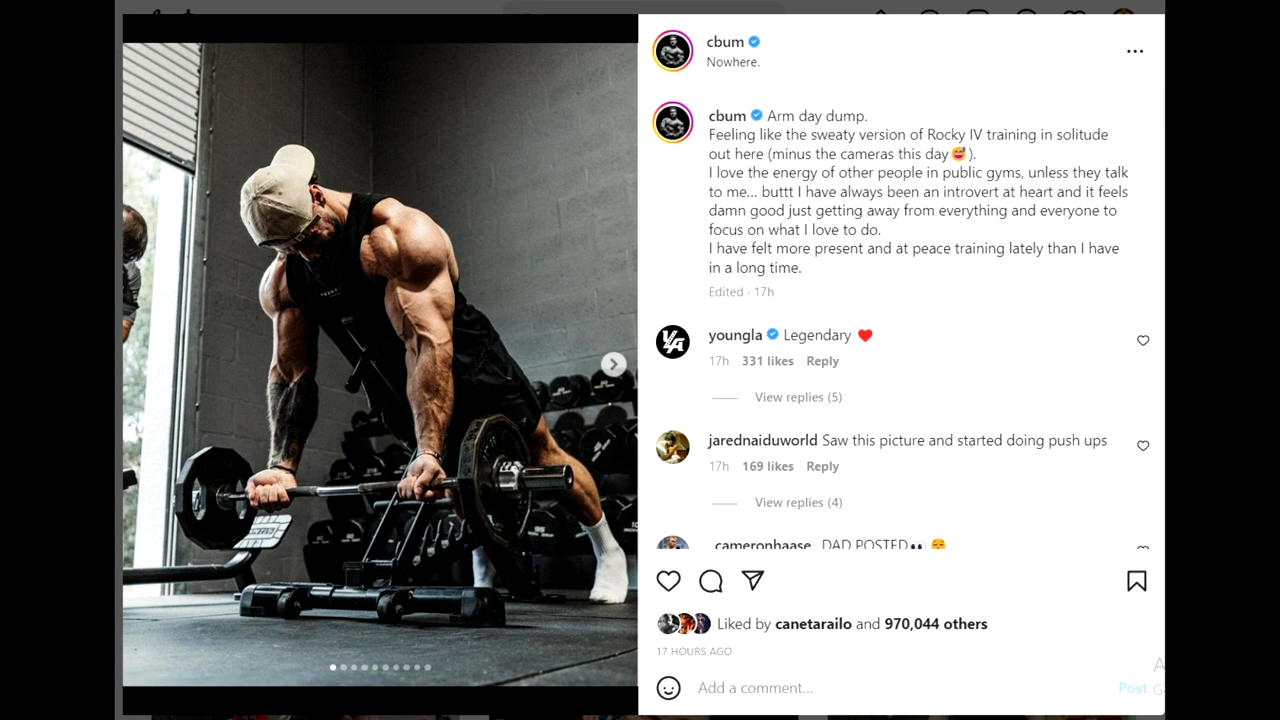 cbum
Nowhere.
cbum Arm day dump.
Feeling like the sweaty version of Rocky IV training in solitude
out here (minus the cameras this day😅).
I love the energy of other people in public gyms, unless they talk
to me... buttt I have always been an introvert at heart and it feels
damn good just getting away from everything and everyone to
focus on what I love to do.
I have felt more present and at peace training lately than I have
in a long time.
Edited · 17h
youngla Legendary ❤️
17h 331 likes Reply
View replies (5)
jarednaiduworld Saw this picture and started doing push ups
17h 169 likes Reply
View replies (4)
cameronhaase_ DAD POSTED👀 😌
Liked by canetarailo and 970,044 others
17 HOURS AGO
Add a comment...
Post